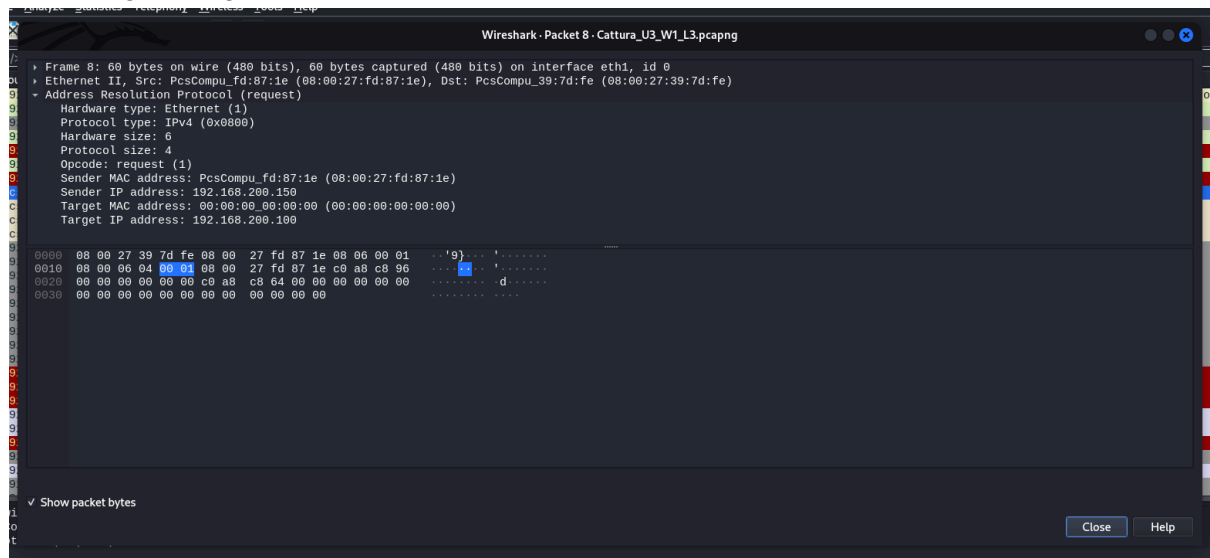 Analyze Statistics Telephony Wireless Tools Help
Wireshark · Packet 8 · Cattura_U3_W1_L3.pcapng
Frame 8: 60 bytes on wire (480 bits), 60 bytes captured (480 bits) on interface eth1, id 0
Ethernet II, Src: PcsCompu_fd:87:1e (08:00:27:fd:87:1e), Dst: PcsCompu_39:7d:fe (08:00:27:39:7d:fe)
Address Resolution Protocol (request)
Hardware type: Ethernet (1)
Protocol type: IPv4 (0x0800)
Hardware size: 6
Protocol size: 4
Opcode: request (1)
Sender MAC address: PcsCompu_fd:87:1e (08:00:27:fd:87:1e)
Sender IP address: 192.168.200.150
Target MAC address: 00:00:00_00:00:00 (00:00:00:00:00:00)
Target IP address: 192.168.200.100
0000 08 00 27 39 7d fe 08 00 27 fd 87 1e 08 06 00 01 ··'9}··· '·······
0010 08 00 06 04 00 01 08 00 27 fd 87 1e c0 a8 c8 96 ········ '·······
0020 00 00 00 00 00 00 c0 a8 c8 64 00 00 00 00 00 00 ········ ·d······
0030 00 00 00 00 00 00 00 00 00 00 00 00 ········ ····
Show packet bytes
Close Help